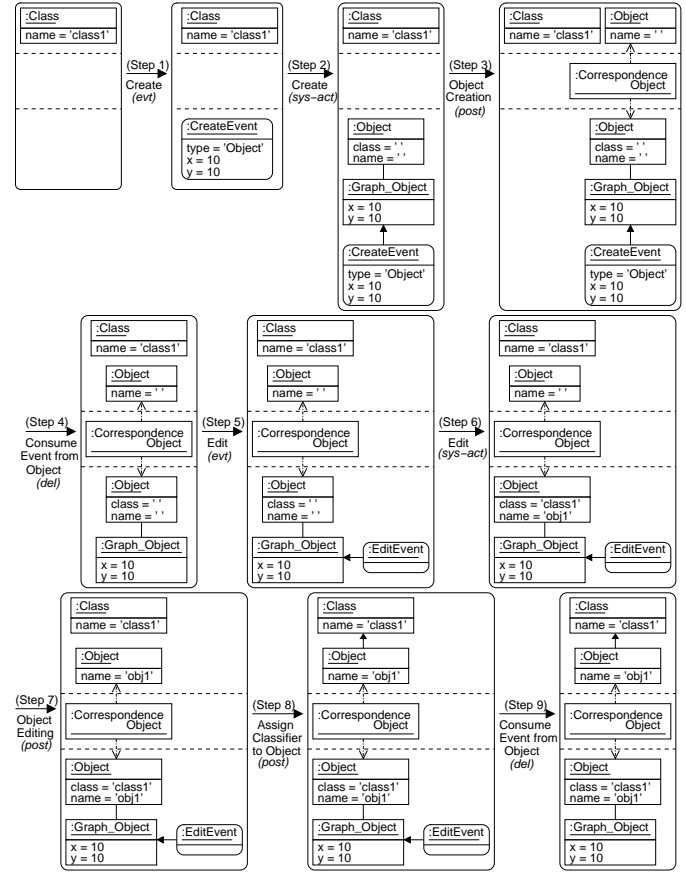 :Class
name = 'class1'
(Step 1)
Create
(evt)
:Class
name = 'class1'
:CreateEvent
type = 'Object'
x = 10
y = 10
(Step 2)
Create
(sys–act)
:Class
name = 'class1'
:Object
class = ' '
name = ' '
:Graph_Object
x = 10
y = 10
:CreateEvent
type = 'Object'
x = 10
y = 10
(Step 3)
Object
Creation
(post)
:Class
name = 'class1'
:Object
name = ' '
:Correspondence
Object
:Object
class = ' '
name = ' '
:Graph_Object
x = 10
y = 10
:CreateEvent
type = 'Object'
x = 10
y = 10
(Step 4)
Consume
Event from
Object
(del)
:Class
name = 'class1'
:Object
name = ' '
:Correspondence
Object
:Object
class = ' '
name = ' '
:Graph_Object
x = 10
y = 10
(Step 5)
Edit
(evt)
:Class
name = 'class1'
:Object
name = ' '
:Correspondence
Object
:Object
class = ' '
name = ' '
:Graph_Object
x = 10
y = 10
:EditEvent
(Step 6)
Edit
(sys–act)
:Class
name = 'class1'
:Object
name = ' '
:Correspondence
Object
:Object
class = 'class1'
name = 'obj1'
:Graph_Object
x = 10
y = 10
:EditEvent
(Step 7)
Object
Editing
(post)
:Class
name = 'class1'
:Object
name = 'obj1'
:Correspondence
Object
:Object
class = 'class1'
name = 'obj1'
:Graph_Object
x = 10
y = 10
:EditEvent
(Step 8)
Assign
Classifier
to Object
(post)
:Class
name = 'class1'
:Object
name = 'obj1'
:Correspondence
Object
:Object
class = 'class1'
name = 'obj1'
:Graph_Object
x = 10
y = 10
:EditEvent
(Step 9)
Consume
Event from
Object
(del)
:Class
name = 'class1'
:Object
name = 'obj1'
:Correspondence
Object
:Object
class = 'class1'
name = 'obj1'
:Graph_Object
x = 10
y = 10